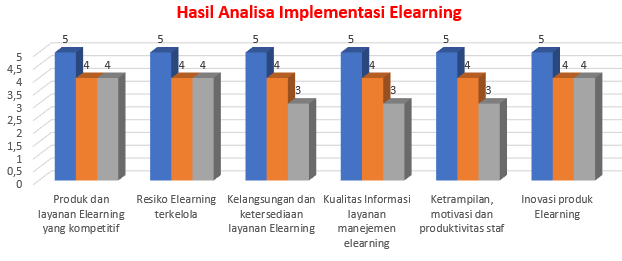 Hasil Analisa Implementasi Elearning
5 5 5 5 5 5
4 4 4 4 4 4 4 4 4
3 3 3
5
4,5
4
3,5
3
2,5
2
1,5
1
0,5
0
Produk dan
layanan Elearning
yang kompetitif
Resiko Elearning
terkelola
Kelangsungan dan
ketersediaan
layanan Elearning
Kualitas Informasi
layanan
manejemen
elearning
Ketrampilan,
motivasi dan
produktivitas staf
Inovasi produk
Elearning